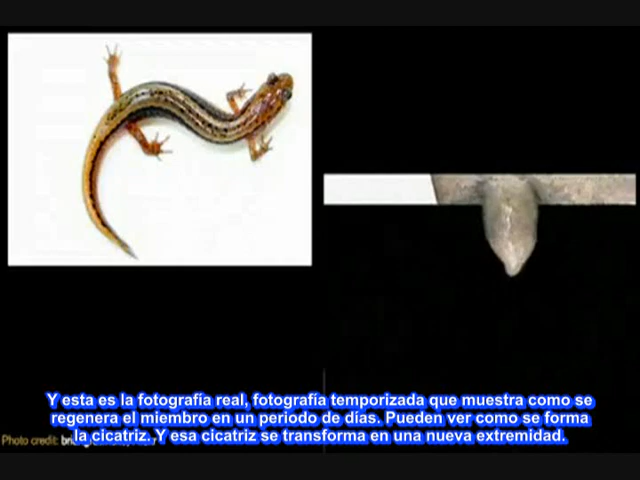 Y esta es la fotografía real, fotografía temporizada que muestra como se
regenera el miembro en un periodo de días. Pueden ver como se forma
la cicatriz. Y esa cicatriz se transforma en una nueva extremidad.
Photo credit: